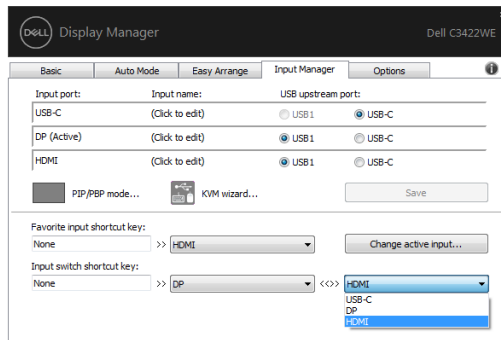 DELL Display Manager Dell C3422WE
Basic Auto Mode Easy Arrange Input Manager Options
Input port: Input name: USB upstream port:
USB-C (Click to edit) USB1 USB-C
DP (Active) (Click to edit) USB1 USB-C
HDMI (Click to edit) USB1 USB-C
PIP/PBP mode... KVM wizard... Save
Favorite input shortcut key:
None >> HDMI Change active input...
Input switch shortcut key:
None >> DP <<>> HDMI
USB-C
DP
HDMI